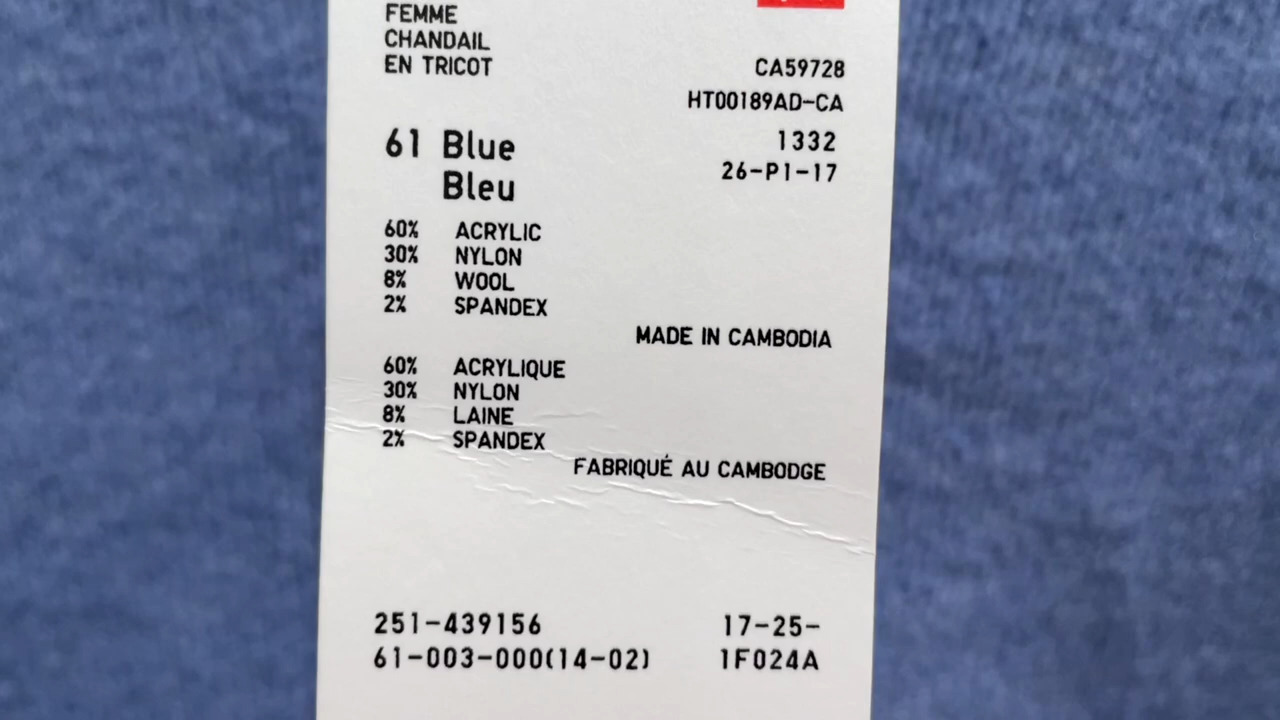 FEMME
CHANDAIL
EN TRICOT
CA59728
HT00189AD-CA
61 Blue
Bleu
1332
26-P1-17
60% ACRYLIC
30% NYLON
8% WOOL
2% SPANDEX
MADE IN CAMBODIA
60% ACRYLIQUE
30% NYLON
8% LAINE
2% SPANDEX
FABRIQUÉ AU CAMBODGE
251-439156 17-25-
61-003-000(14-02) 1F024A